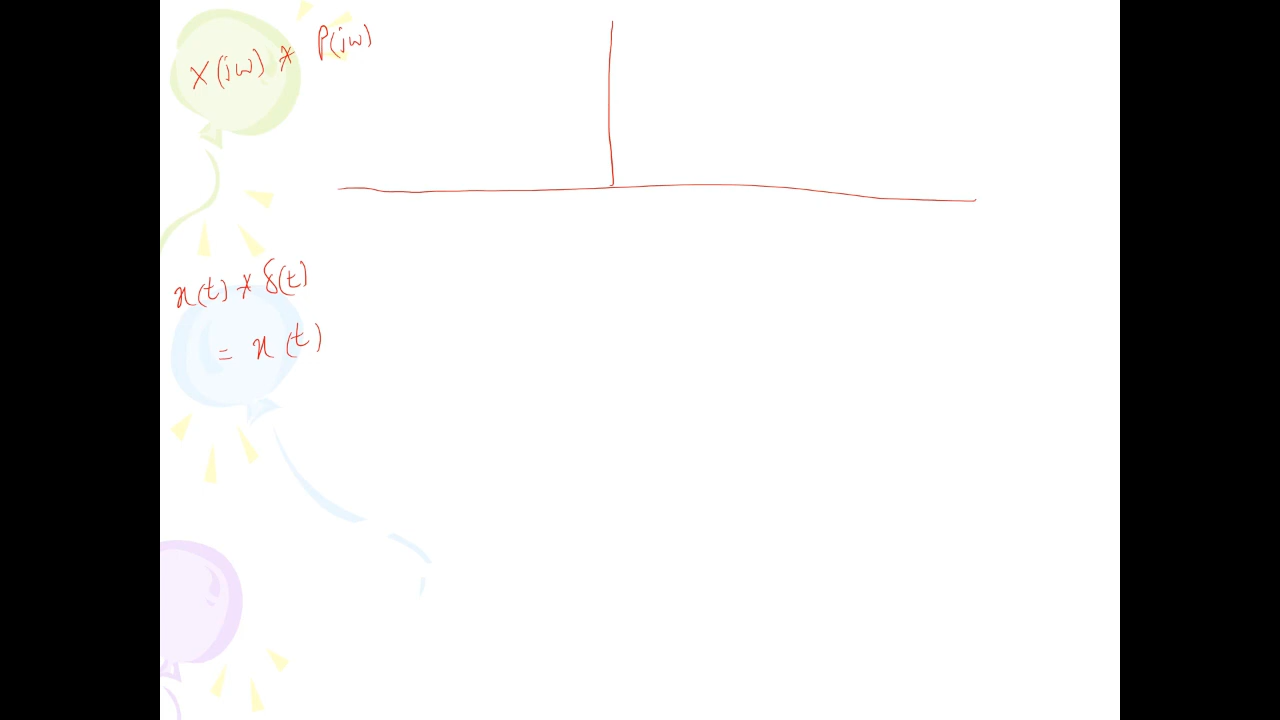 X(jω) * P(jω)
x(t) * δ(t)
= x(t)